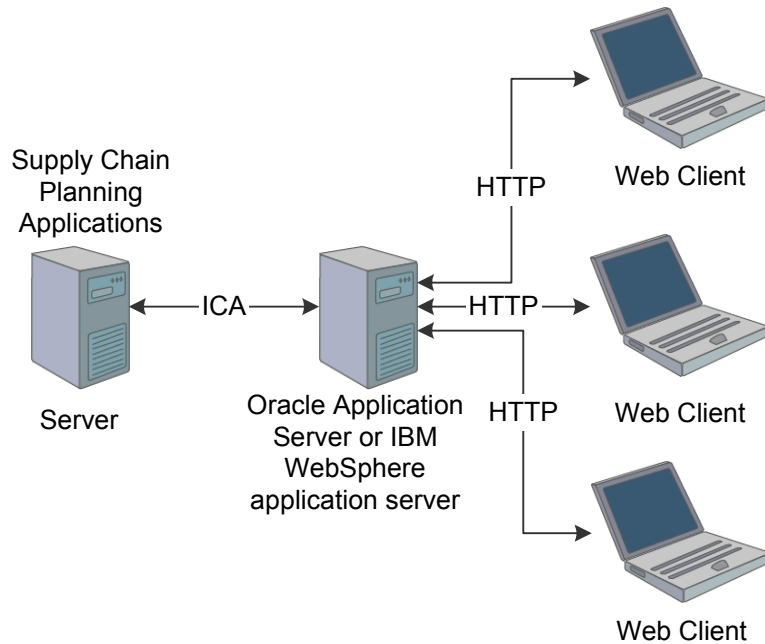 Supply Chain
Planning
Applications
Server
ICA
Oracle Application
Server or IBM
WebSphere
application server
HTTP
HTTP
HTTP
Web Client
Web Client
Web Client